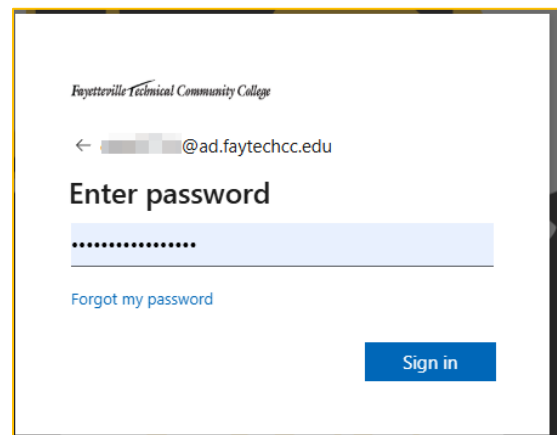 Fayetteville Technical Community College
@ad.faytechcc.edu
Enter password
•••••••••••••••••
Forgot my password
Sign in